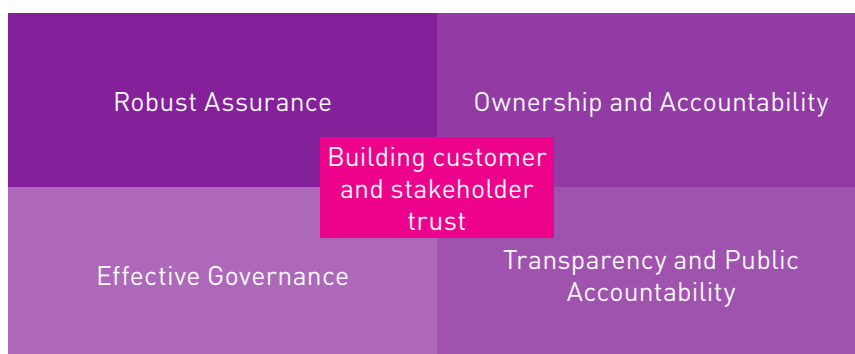 Robust Assurance
Ownership and Accountability
Building customer
and stakeholder
trust
Effective Governance
Transparency and Public
Accountability